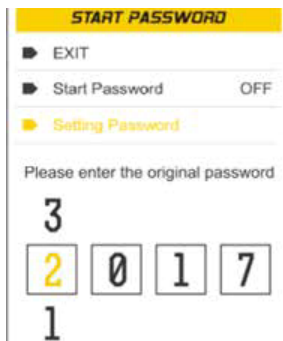 START PASSWORD
EXIT
Start Password OFF
Setting Password
Please enter the original password
3
2 0 1 7
1